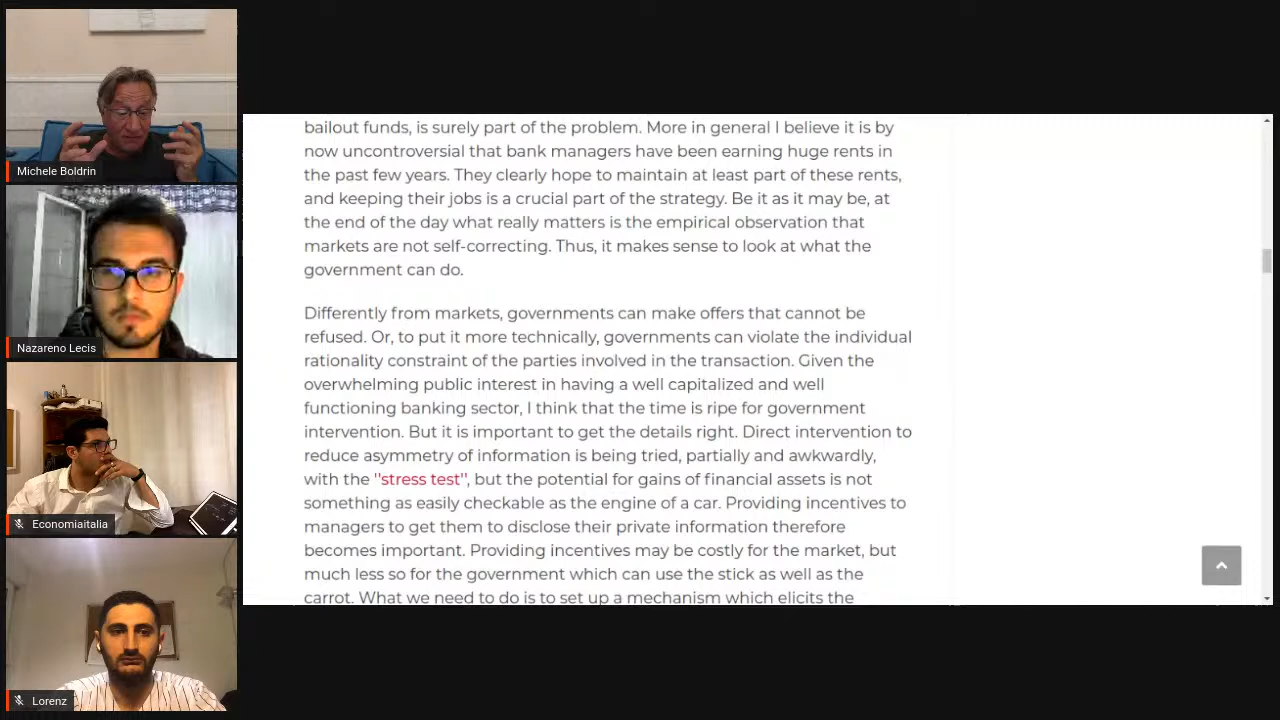 Michele Boldrin
Nazareno Lecis
Economiaitalia
Lorenz
bailout funds, is surely part of the problem. More in general I believe it is by
now uncontroversial that bank managers have been earning huge rents in
the past few years. They clearly hope to maintain at least part of these rents,
and keeping their jobs is a crucial part of the strategy. Be it as it may be, at
the end of the day what really matters is the empirical observation that
markets are not self-correcting. Thus, it makes sense to look at what the
government can do.
Differently from markets, governments can make offers that cannot be
refused. Or, to put it more technically, governments can violate the individual
rationality constraint of the parties involved in the transaction. Given the
overwhelming public interest in having a well capitalized and well
functioning banking sector, I think that the time is ripe for government
intervention. But it is important to get the details right. Direct intervention to
reduce asymmetry of information is being tried, partially and awkwardly,
with the "stress test", but the potential for gains of financial assets is not
something as easily checkable as the engine of a car. Providing incentives to
managers to get them to disclose their private information therefore
becomes important. Providing incentives may be costly for the market, but
much less so for the government which can use the stick as well as the
carrot. What we need to do is to set up a mechanism which elicits the